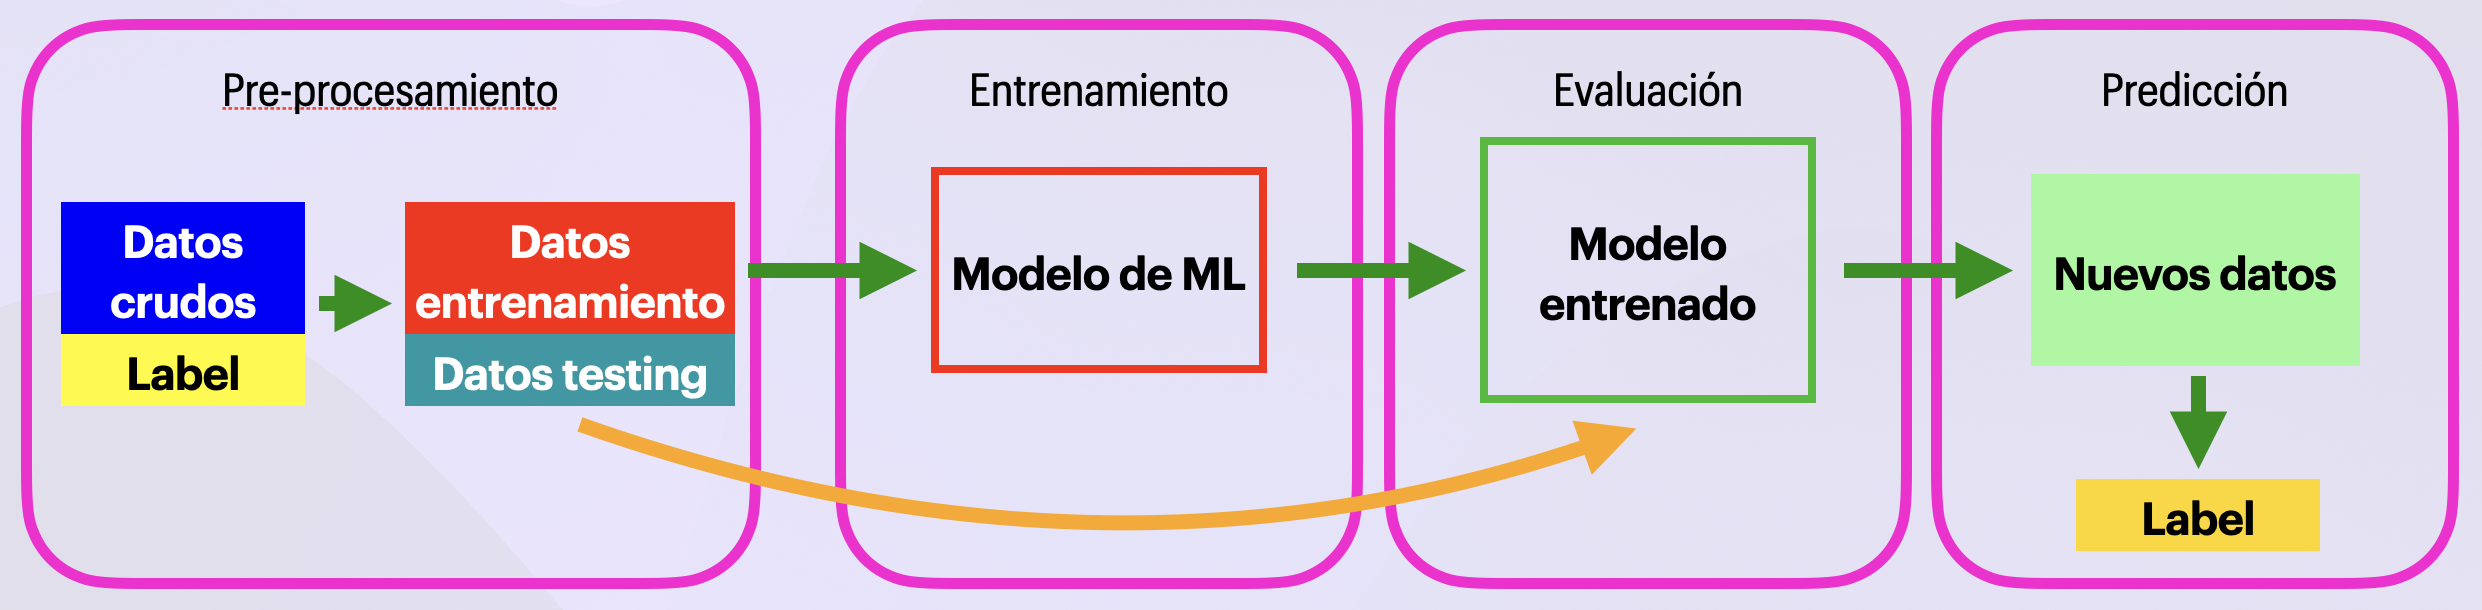 Pre-procesamiento
Datos
crudos
Label
Datos
entrenamiento
Datos testing
Entrenamiento
Modelo de ML
Evaluación
Modelo
entrenado
Predicción
Nuevos datos
Label